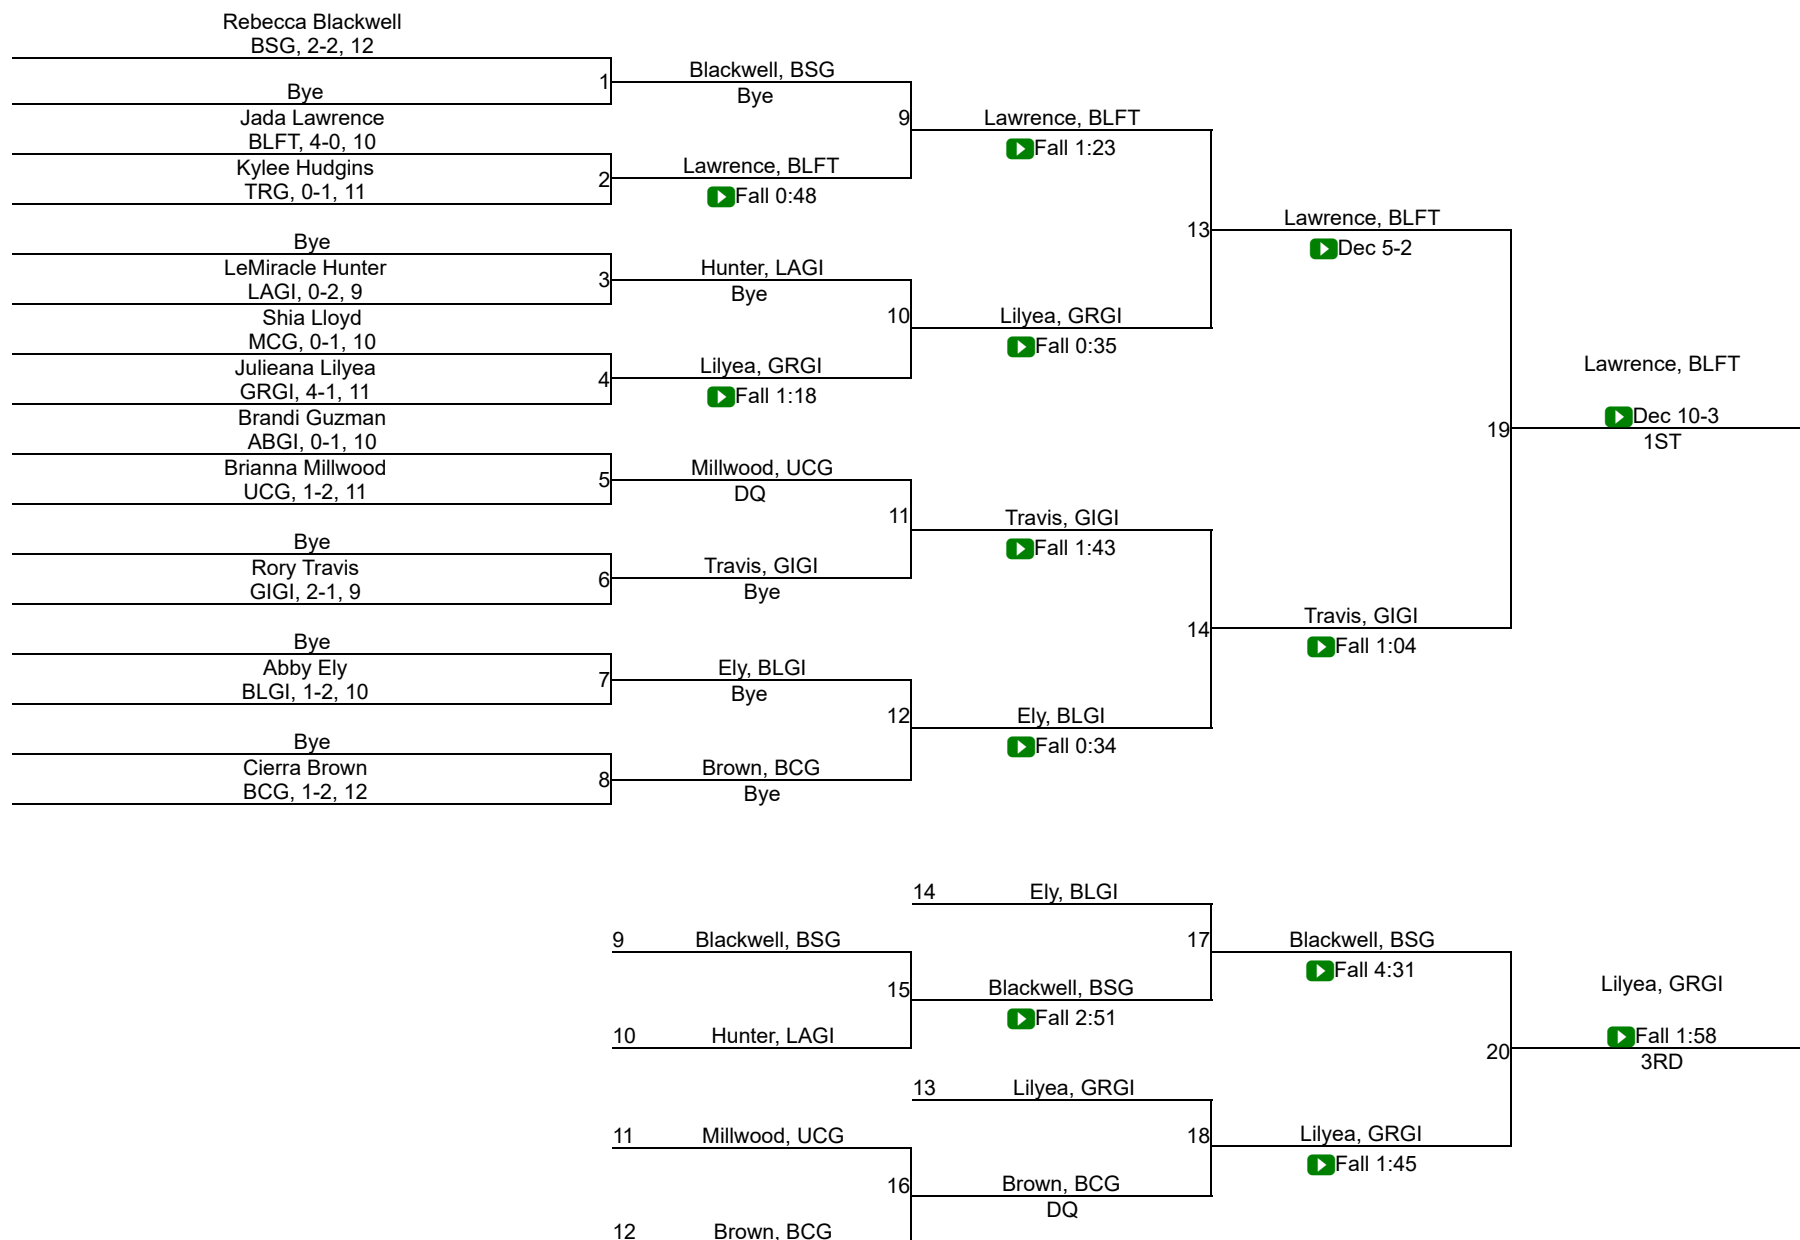 Rebecca Blackwell
BSG, 2-2, 12
1
Blackwell, BSG
Bye
Bye
Jada Lawrence
BLFT, 4-0, 10
9
Lawrence, BLFT
Fall 1:23
Kylee Hudgins
TRG, 0-1, 11
2
Lawrence, BLFT
Fall 0:48
13
Lawrence, BLFT
Dec 5-2
Bye
LeMiracle Hunter
LAGI, 0-2, 9
3
Hunter, LAGI
Bye
Shia Lloyd
MCG, 0-1, 10
10
Lilyea, GRGI
Fall 0:35
Julieana Lilyea
GRGI, 4-1, 11
4
Lilyea, GRGI
Fall 1:18
Lawrence, BLFT
Dec 10-3
1ST
19
Brandi Guzman
ABGI, 0-1, 10
Brianna Millwood
UCG, 1-2, 11
5
Millwood, UCG
DQ
11
Travis, GIGI
Fall 1:43
Bye
Rory Travis
GIGI, 2-1, 9
6
Travis, GIGI
Bye
14
Travis, GIGI
Fall 1:04
Bye
Abby Ely
BLGI, 1-2, 10
7
Ely, BLGI
Bye
12
Ely, BLGI
Fall 0:34
Bye
Cierra Brown
BCG, 1-2, 12
8
Brown, BCG
Bye
14 Ely, BLGI
9 Blackwell, BSG
17
Blackwell, BSG
Fall 4:31
15
Blackwell, BSG
Fall 2:51
10 Hunter, LAGI
Lilyea, GRGI
Fall 1:58
3RD
20
13 Lilyea, GRGI
11 Millwood, UCG
18
Lilyea, GRGI
Fall 1:45
16
Brown, BCG
DQ
12 Brown, BCG